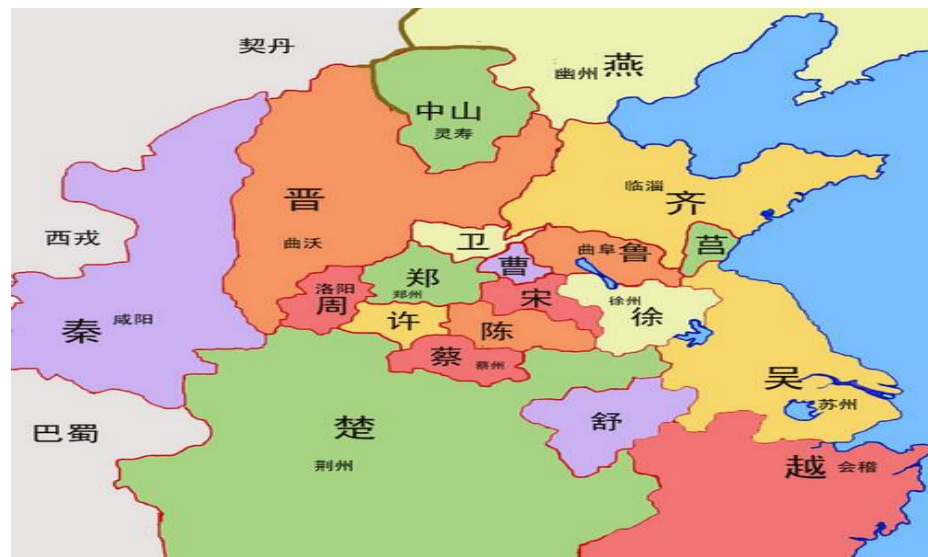 契丹
燕
幽州
中山
灵寿
临淄
齐
晋
曲沃
西戎
卫
曲阜 鲁
莒
曹
郑
郑州
洛阳
周
宋
徐州
徐
秦 咸阳
许
陈
蔡 蔡州
吴
苏州
舒
楚
荆州
巴蜀
越 会稽